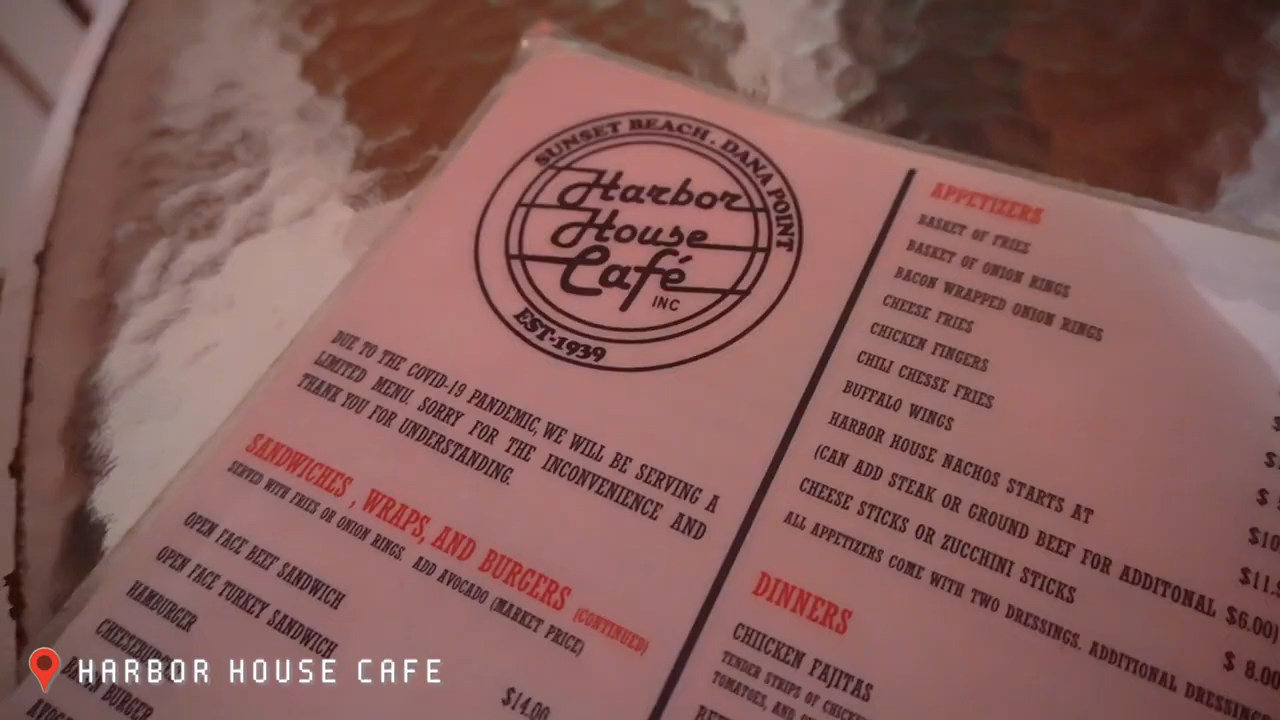 SUNSET BEACH . DANA POINT
Harbor
House
Café
INC
EST-1939
DUE TO THE COVID-19 PANDEMIC, WE WILL BE SERVING A
LIMITED MENU. SORRY FOR THE INCONVENIENCE AND
THANK YOU FOR UNDERSTANDING.
SANDWICHES , WRAPS, AND BURGERS (CONTINUED)
SERVED WITH FRIES OR ONION RINGS. ADD AVOCADO (MARKET PRICE)
OPEN FACE BEEF SANDWICH
OPEN FACE TURKEY SANDWICH
HAMBURGER
CHEESEBURGER
BURGER
$14.00
APPETIZERS
BASKET OF FRIES
BASKET OF ONION RINGS
BACON WRAPPED ONION RINGS
CHEESE FRIES
CHICKEN FINGERS
CHILI CHESSE FRIES
BUFFALO WINGS
HARBOR HOUSE NACHOS STARTS AT
(CAN ADD STEAK OR GROUND BEEF FOR ADDITONAL $6.00)
CHEESE STICKS OR ZUCCHINI STICKS $ 8.00
ALL APPETIZERS COME WITH TWO DRESSINGS. ADDITIONAL DRESSING
DINNERS
CHIICKEN FAJITAS
TENDER STRIPS OF CHICKEN
TOMATOES, AND
HARBOR HOUSE CAFE